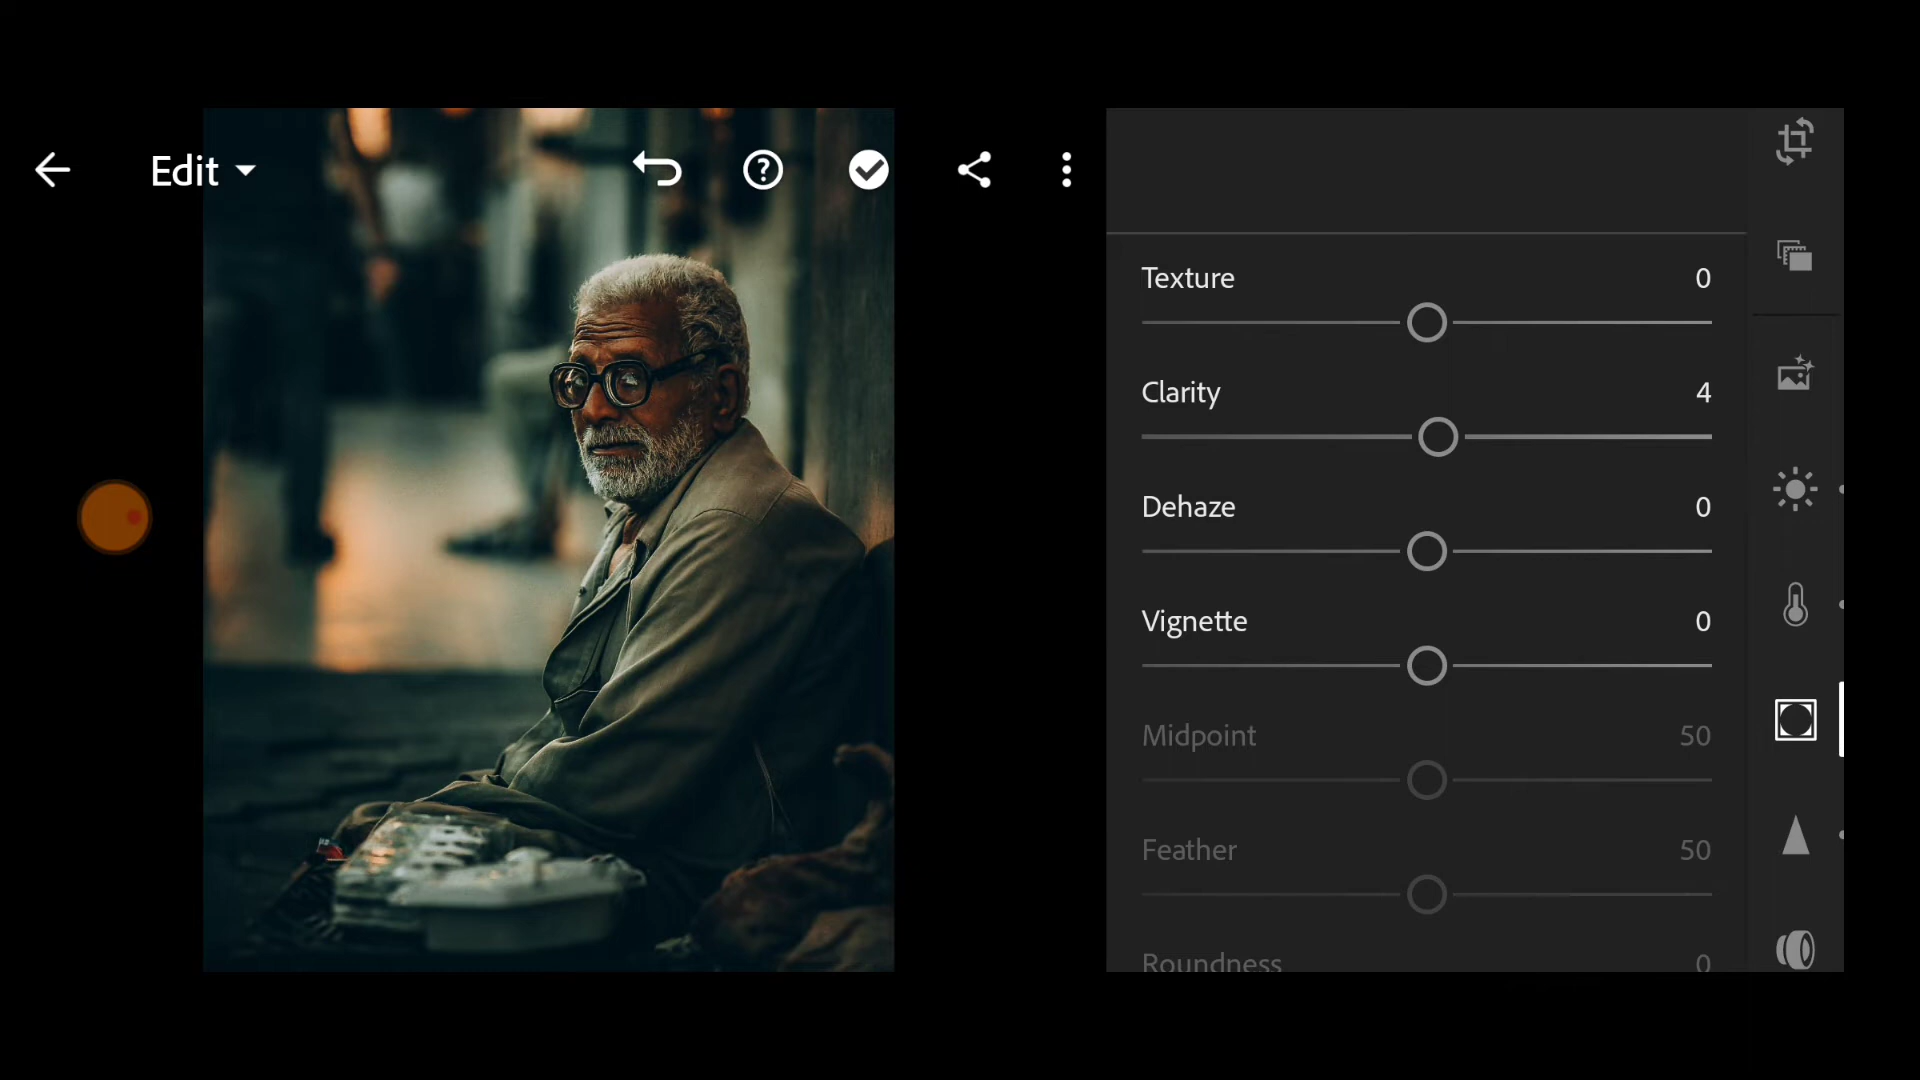 Edit
Texture 0
Clarity 4
Dehaze 0
Vignette 0
Midpoint 50
Feather 50
Roundness 0